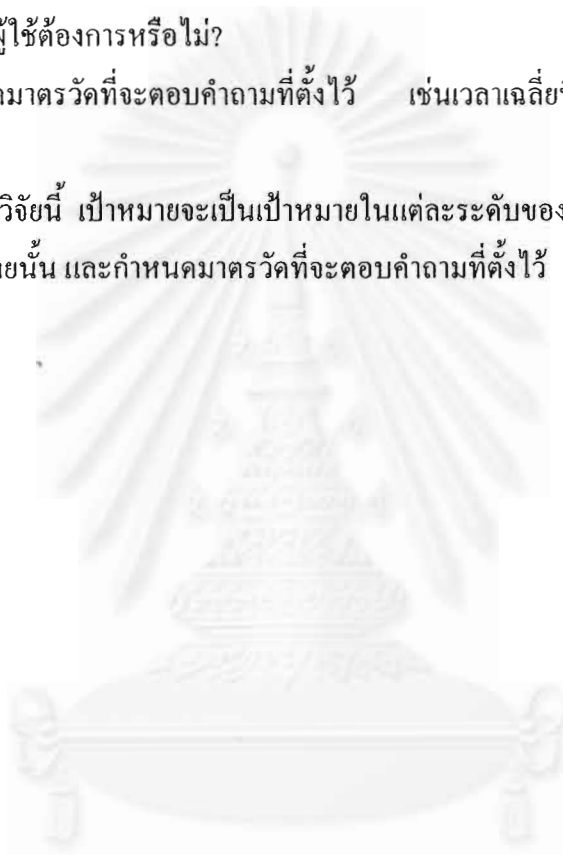 ผู้ใช้ต้องการหรือไม่?
มาตรวัดที่จะตอบคำถามที่ตั้งไว้ เช่นเวลาเฉลี่ย
วิจัยนี้ เป้าหมายจะเป็นเป้าหมายในแต่ละระดับของ
ยนั้น และกำหนดมาตรวัดที่จะตอบคำถามที่ตั้งไว้